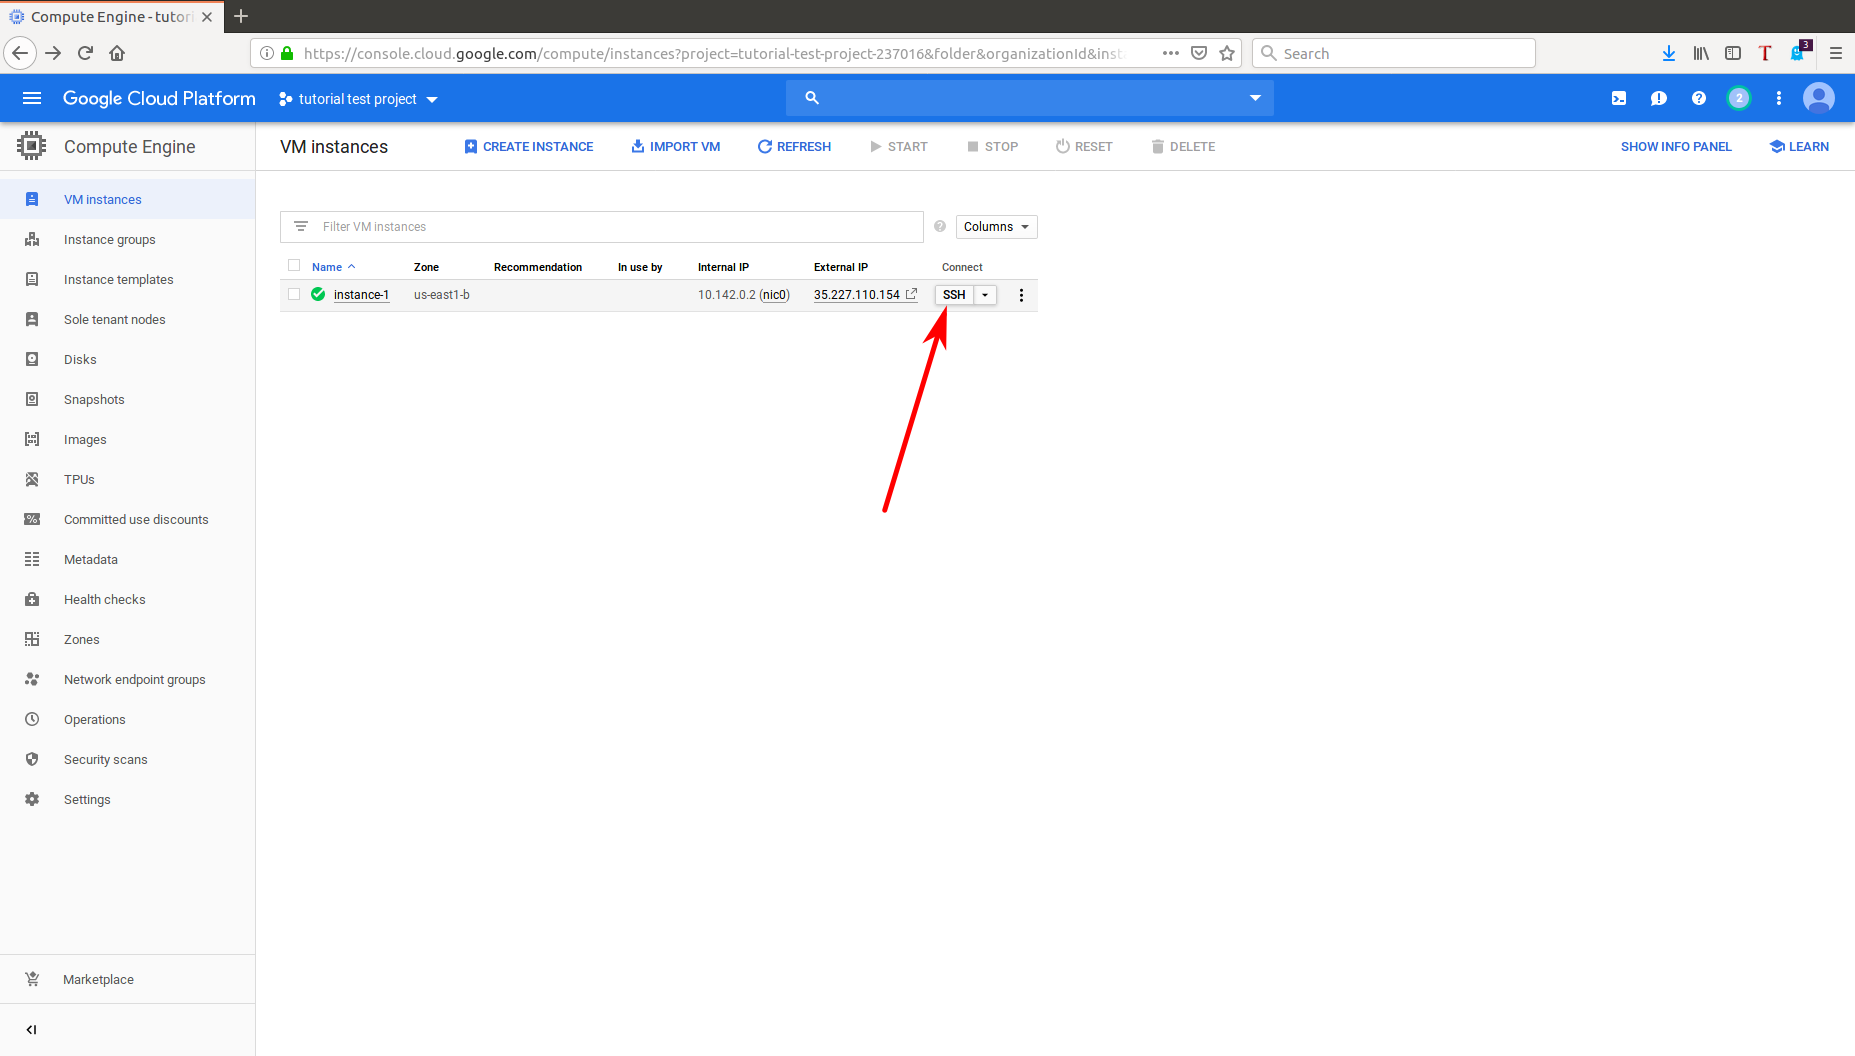 Compute Engine - tutori
https://console.cloud.google.com/compute/instances?project=tutorial-test-project-237016&folder&organizationId&inst
Search
T
3
Google Cloud Platform
tutorial test project
2
Compute Engine
VM instances
CREATE INSTANCE
IMPORT VM
REFRESH
START
STOP
RESET
DELETE
SHOW INFO PANEL
LEARN
VM instances
Instance groups
Instance templates
Sole tenant nodes
Disks
Snapshots
Images
TPUs
Committed use discounts
Metadata
Health checks
Zones
Network endpoint groups
Operations
Security scans
Settings
Marketplace
Filter VM instances
Columns
Name Zone Recommendation In use by Internal IP External IP Connect
instance-1 us-east1-b 10.142.0.2 (nic0) 35.227.110.154 SSH